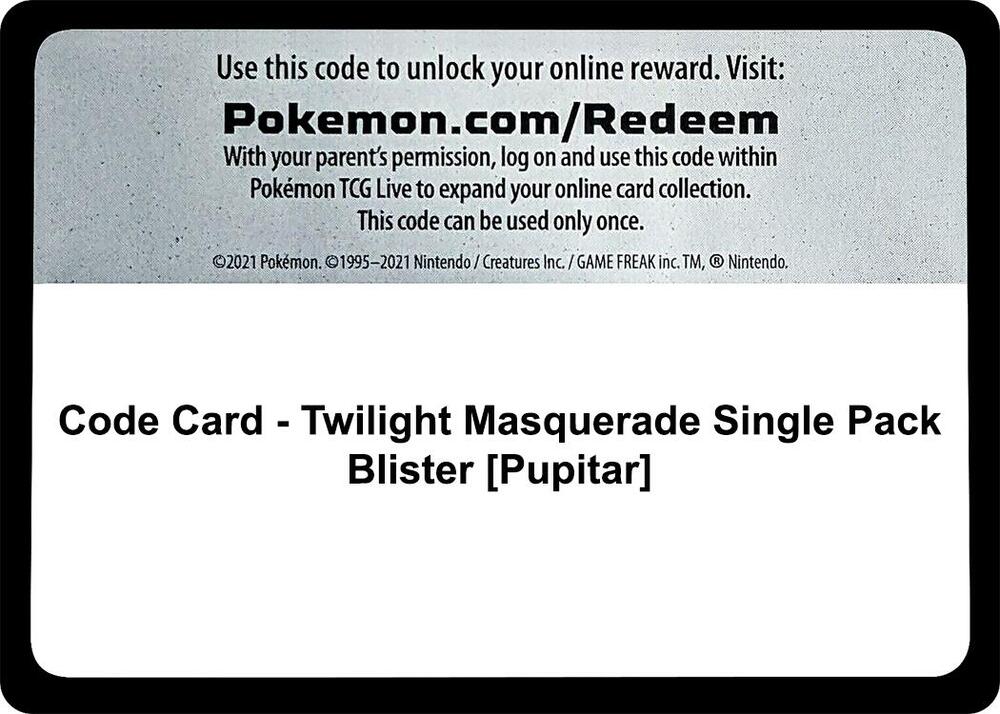 Use this code to unlock your online reward. Visit:
Pokemon.com/Redeem
With your parent's permission, log on and use this code within
Pokémon TCG Live to expand your online card collection.
This code can be used only once.
©2021 Pokémon. ©1995–2021 Nintendo / Creatures Inc. / GAME FREAK inc. TM, ® Nintendo.
Code Card - Twilight Masquerade Single Pack
Blister [Pupitar]